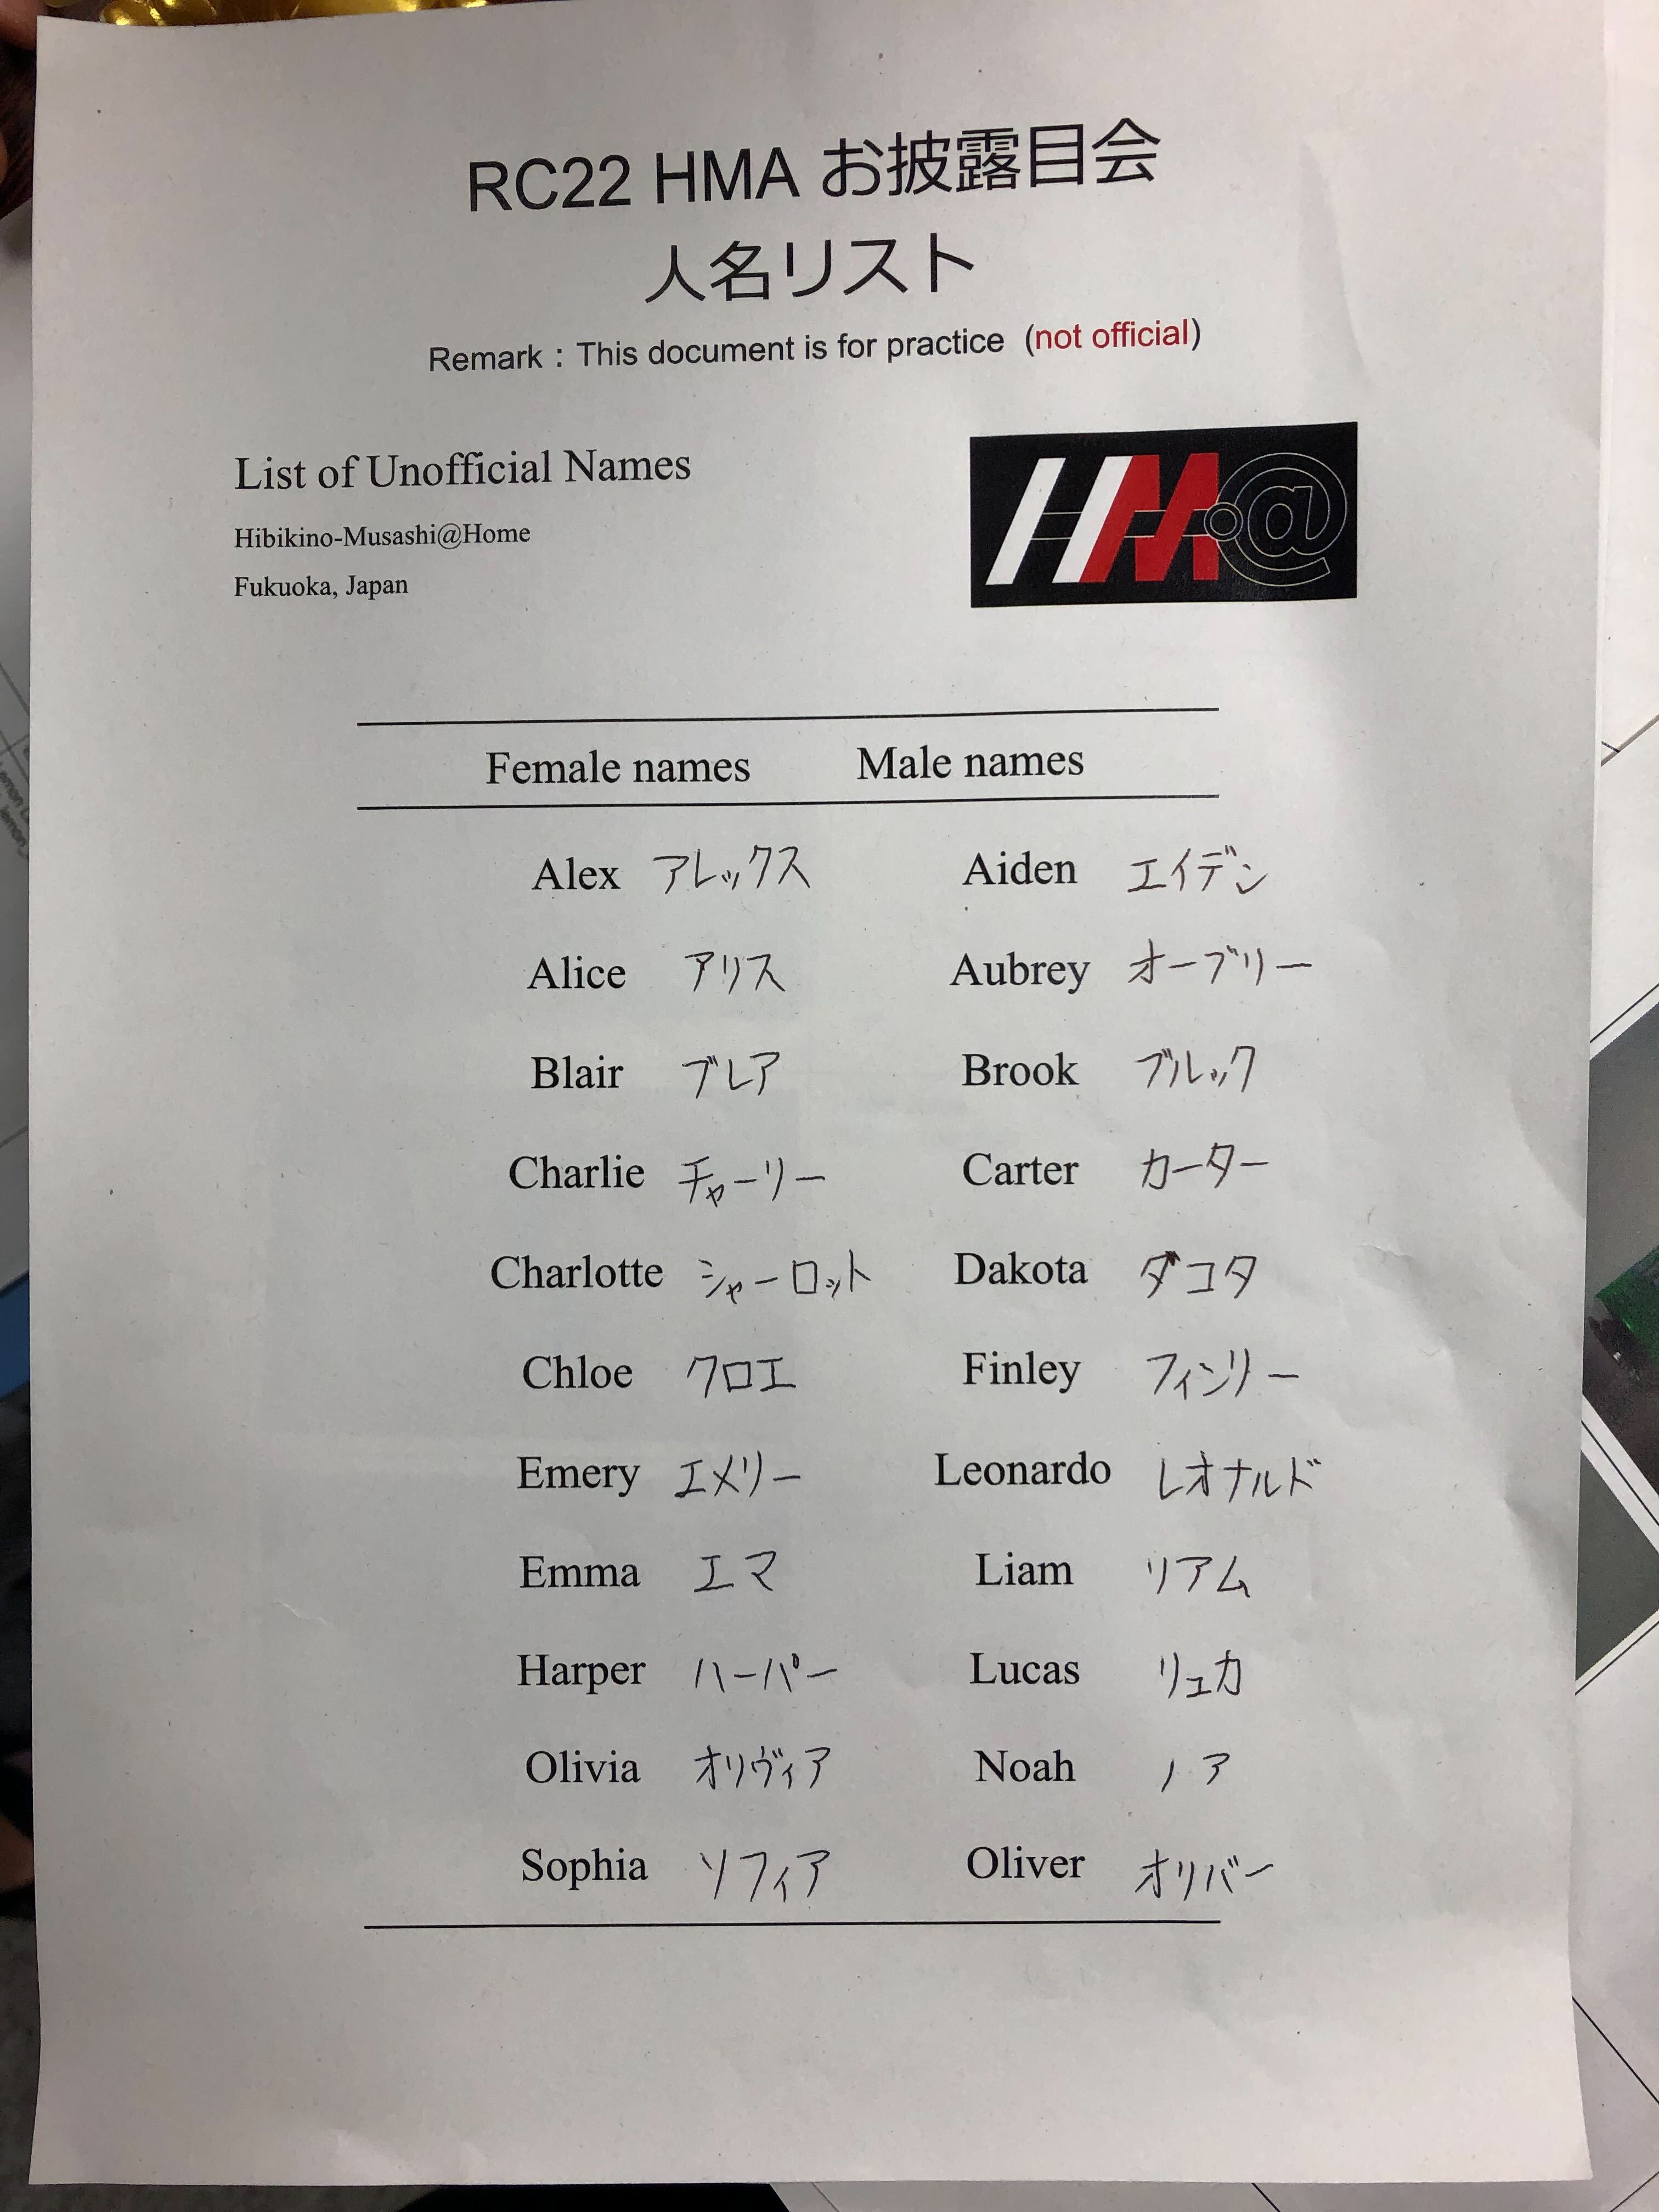 RC22 HMA お披露目会
人名リスト
Remark : This document is for practice (not official)
List of Unofficial Names
Hibikino-Musashi@Home
Fukuoka, Japan
HM@
Female names Male names
Alex アレックス Aiden エイデン
Alice アリス Aubrey オーブリー
Blair ブレア Brook ブルック
Charlie チャーリー Carter カーター
Charlotte シャーロット Dakota ダコタ
Chloe クロエ Finley フィンリー
Emery エメリー Leonardo レオナルド
Emma エマ Liam リアム
Harper ハーパー Lucas リュカ
Olivia オリヴィア Noah ノア
Sophia ソフィア Oliver オリバー